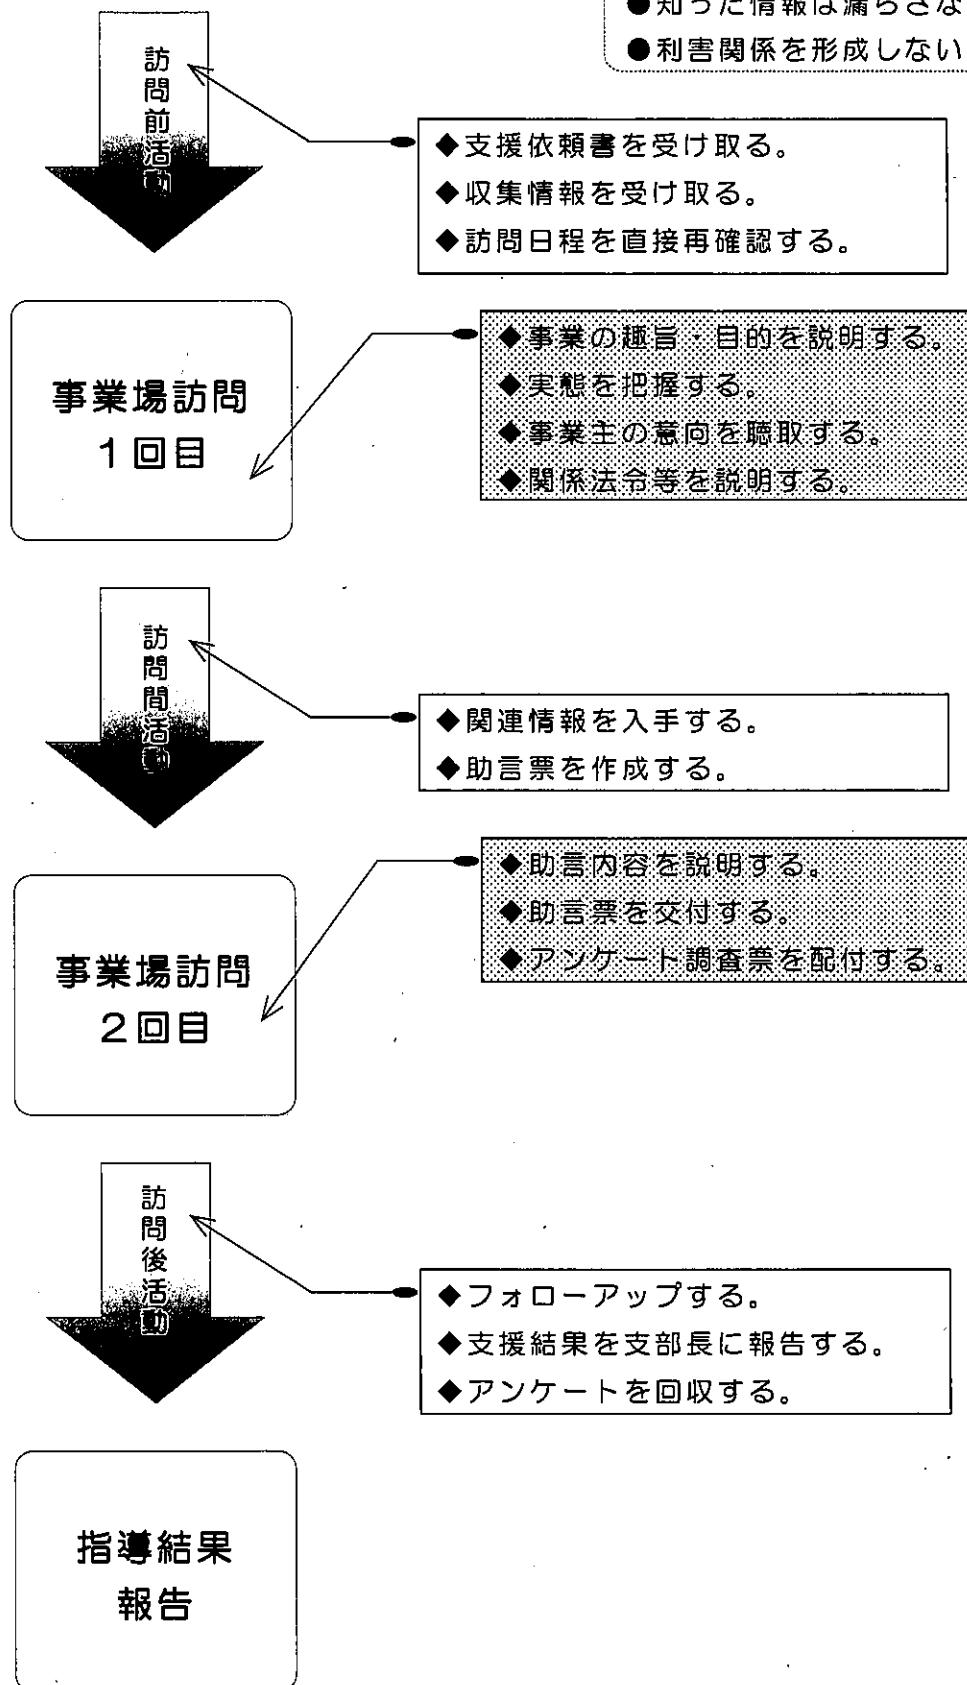 ●知った情報は漏らさな
●利害関係を形成しない
訪問前活動
◆支援依頼書を受け取る。
◆収集情報を受け取る。
◆訪問日程を直接再確認する。
事業場訪問
１回目
◆事業の趣旨・目的を説明する。
◆実態を把握する。
◆事業主の意向を聴取する。
◆関係法令等を説明する。
訪問間活動
◆関連情報を入手する。
◆助言票を作成する。
事業場訪問
２回目
◆助言内容を説明する。
◆助言票を交付する。
◆アンケート調査票を配付する。
訪問後活動
◆フォローアップする。
◆支援結果を支部長に報告する。
◆アンケートを回収する。
指導結果
報告